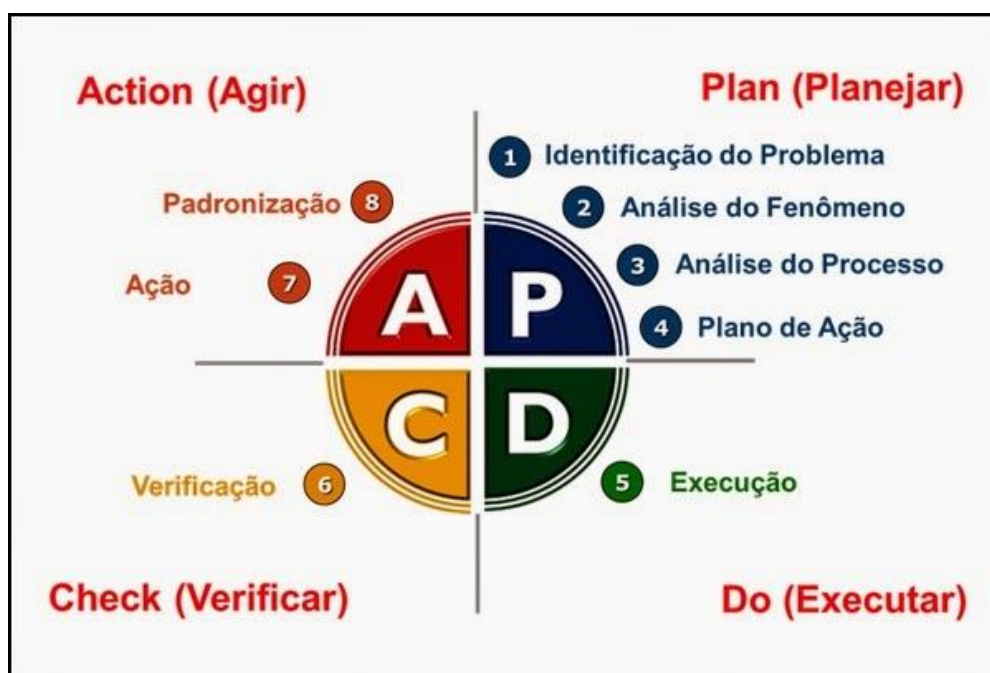 Action (Agir)
Plan (Planejar)
1 Identificação do Problema
2 Análise do Fenômeno
3 Análise do Processo
4 Plano de Ação
Padronização 8
Ação 7
A P
C D
Verificação 6
5 Execução
Check (Verificar)
Do (Executar)